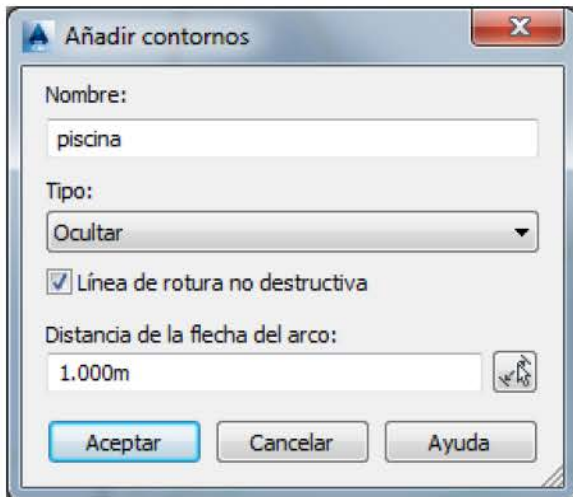 Añadir contornos
Nombre:
piscina
Tipo:
Ocultar
Línea de rotura no destructiva
Distancia de la flecha del arco:
1.000m
Aceptar Cancelar Ayuda